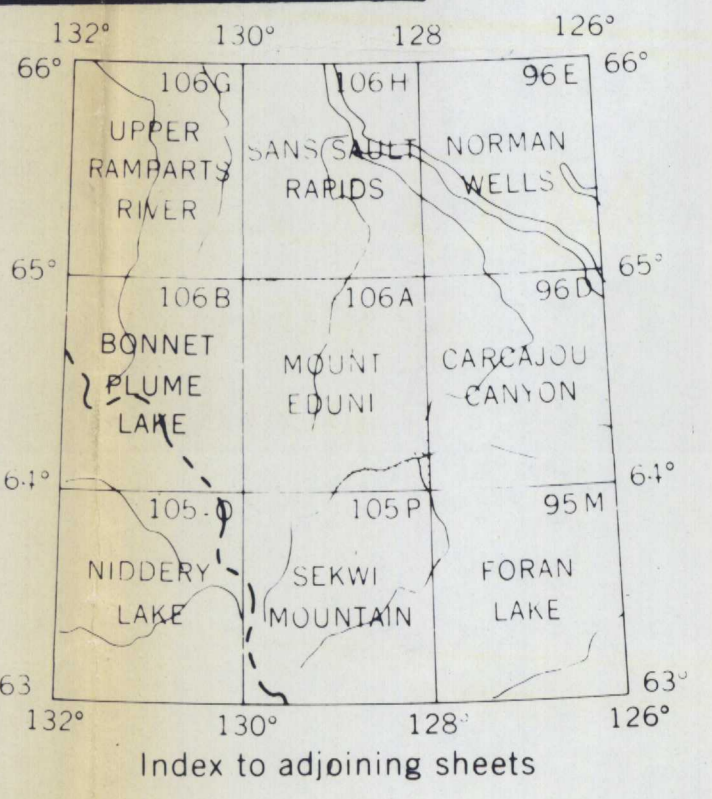 132° 130° 128 126°
66° 106G 106H 96E 66°
UPPER
RAMPARTS
RIVER
SANS SAULT
RAPIDS
NORMAN
WELLS
65° 65°
106B 106A 96D
BONNET
PLUME
LAKE
MOUNT
EDUNI
CARCAJOU
CANYON
64° 64°
105.O 105P 95M
NIDDERY
LAKE
SEKWI
MOUNTAIN
FORAN
LAKE
63 63°
132° 130° 128° 126°
Index to adjoining sheets